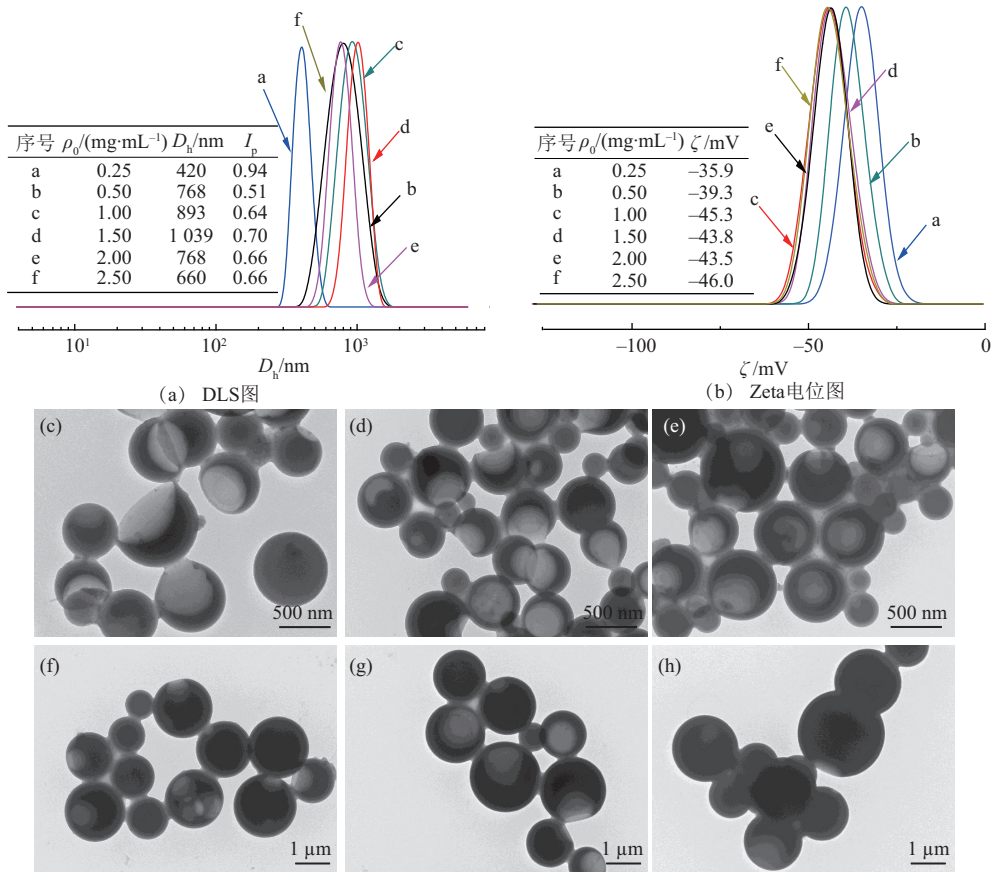 f
c
a
d
b
e
序号 ρ₀/(mg·mL⁻¹) Dₕ/nm Iₚ
a 0.25 420 0.94
b 0.50 768 0.51
c 1.00 893 0.64
d 1.50 1 039 0.70
e 2.00 768 0.66
f 2.50 660 0.66
10¹ 10² 10³
Dₕ/nm
(a) DLS图
f
d
e
b
c
a
序号 ρ₀/(mg·mL⁻¹) ζ/mV
a 0.25 –35.9
b 0.50 –39.3
c 1.00 –45.3
d 1.50 –43.8
e 2.00 –43.5
f 2.50 –46.0
–100 –50 0
ζ/mV
(b) Zeta电位图
(c)
500 nm
(d)
500 nm
(e)
500 nm
(f)
1 µm
(g)
1 µm
(h)
1 µm